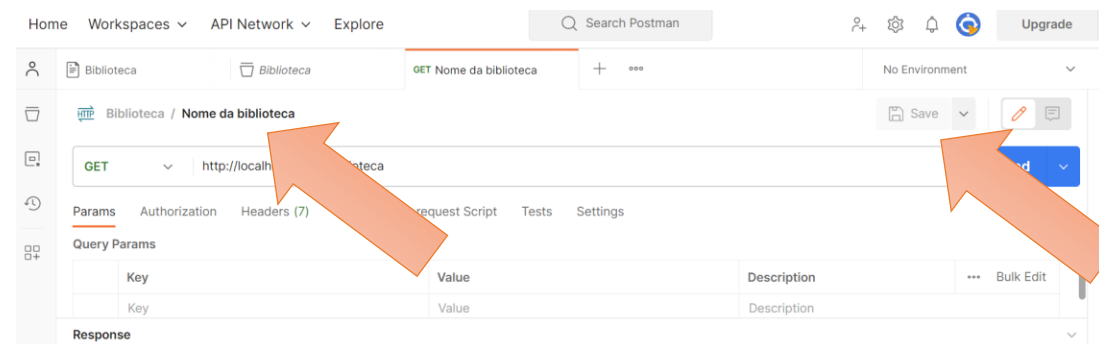 Home Workspaces API Network Explore Search Postman Upgrade
Biblioteca Biblioteca GET Nome da biblioteca No Environment
HTTP Biblioteca / Nome da biblioteca Save
GET http://localh
Params Authorization Headers (7) request Script Tests Settings
Query Params
Key Value Description Bulk Edit
Key Value Description
Response